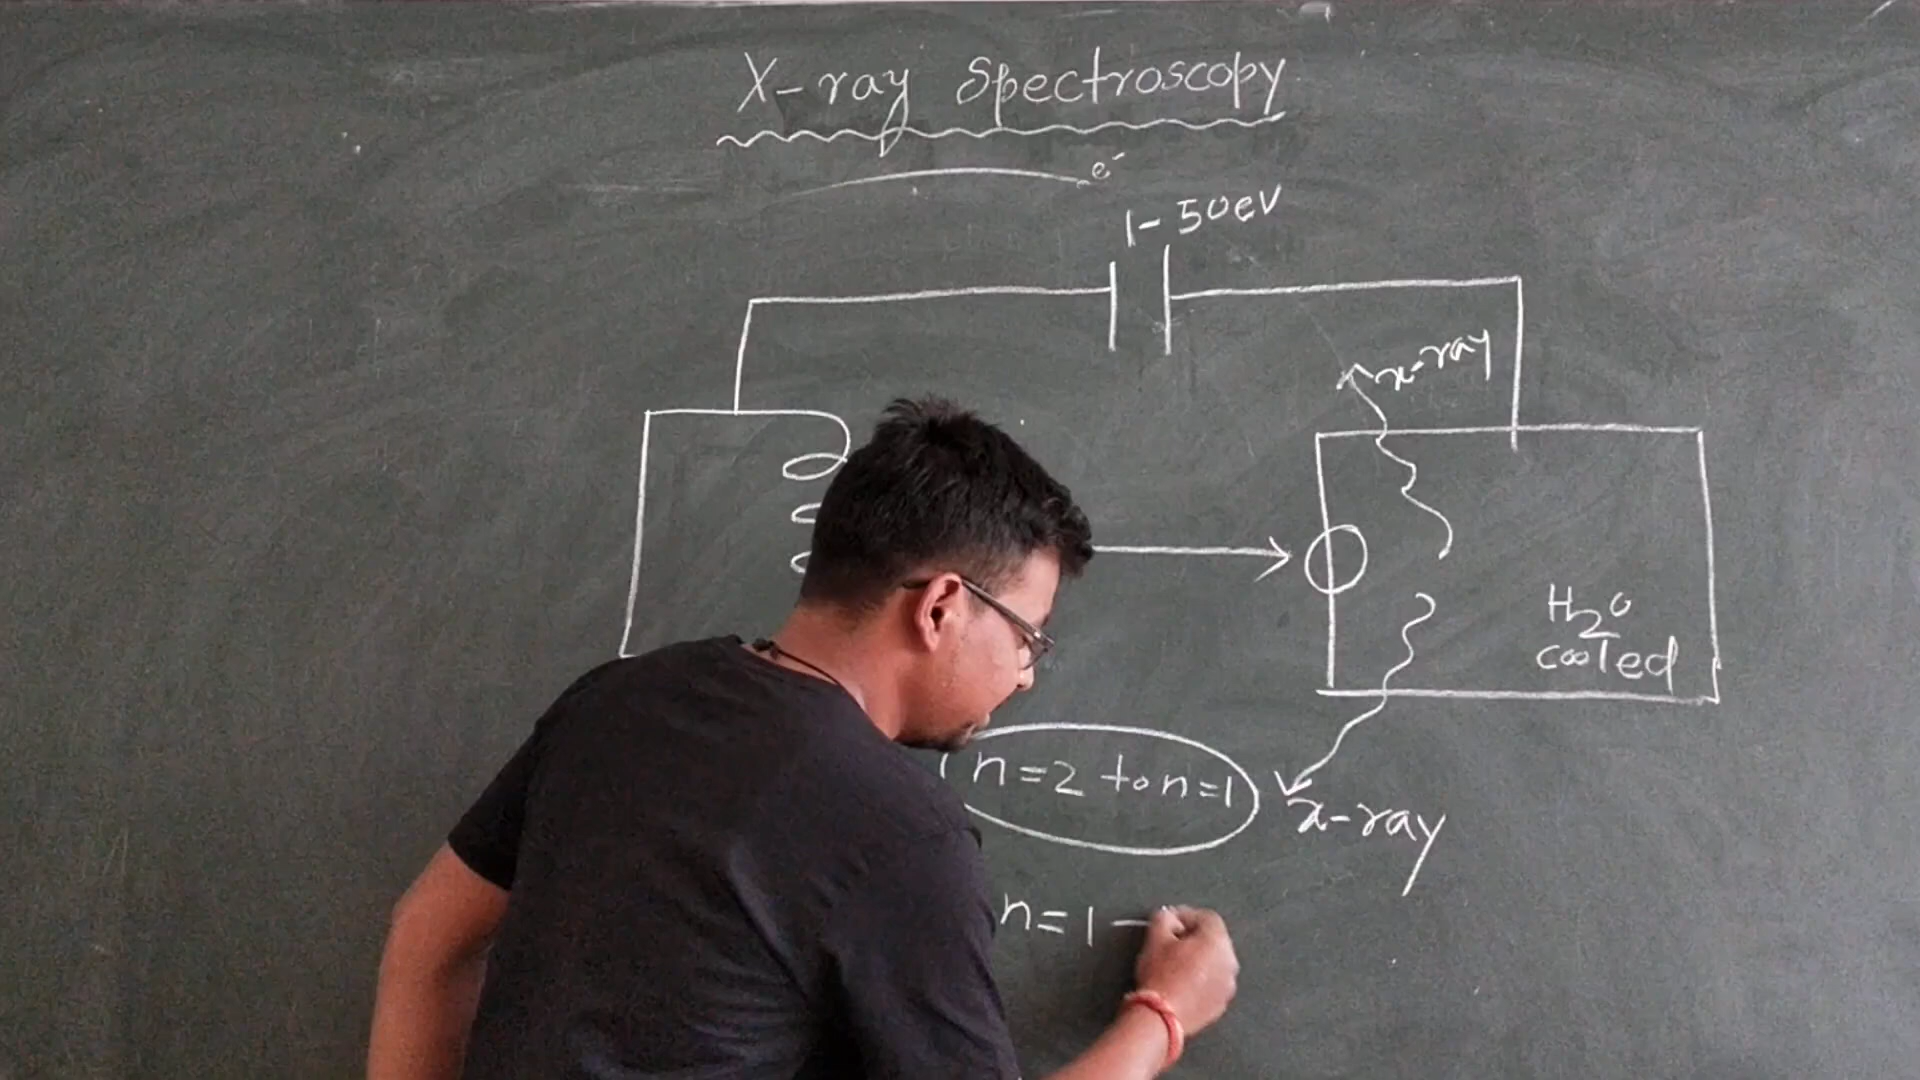 X-ray Spectroscopy
e⁻
1-50ev
x-ray
H₂O
cooled
n=2 to n=1
x-ray
n=1